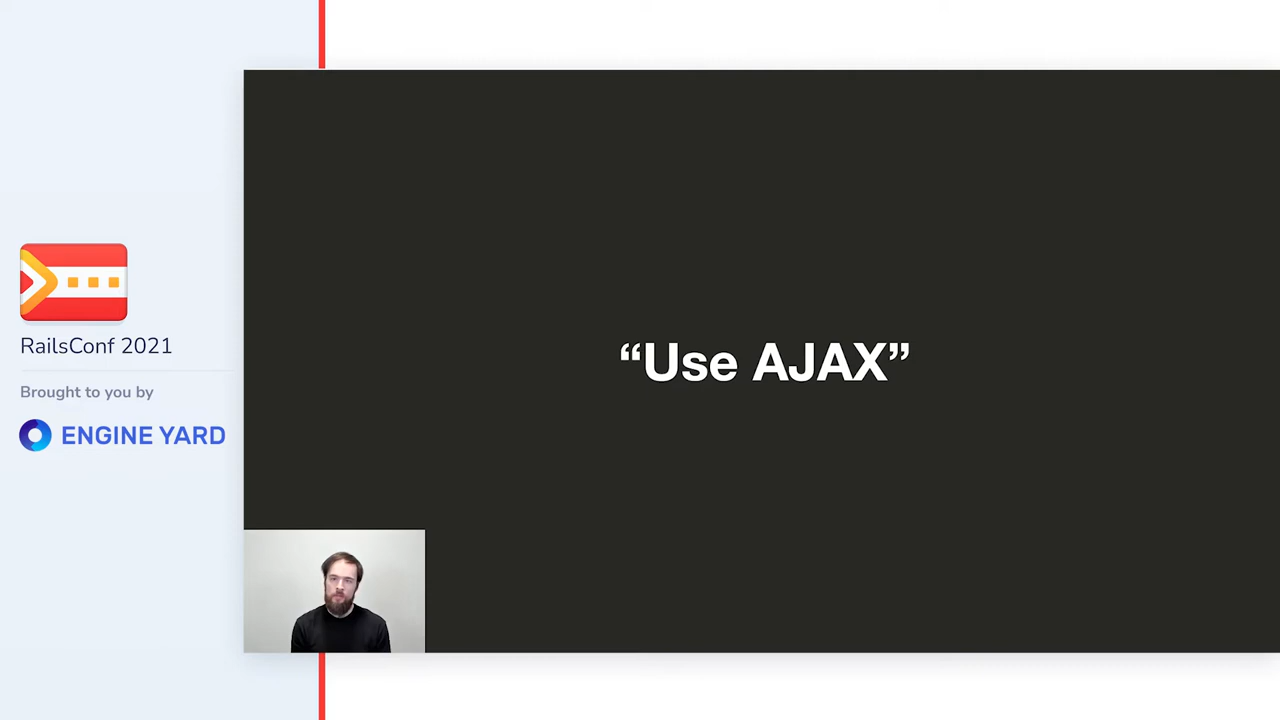 RailsConf 2021
Brought to you by
ENGINE YARD
“Use AJAX”